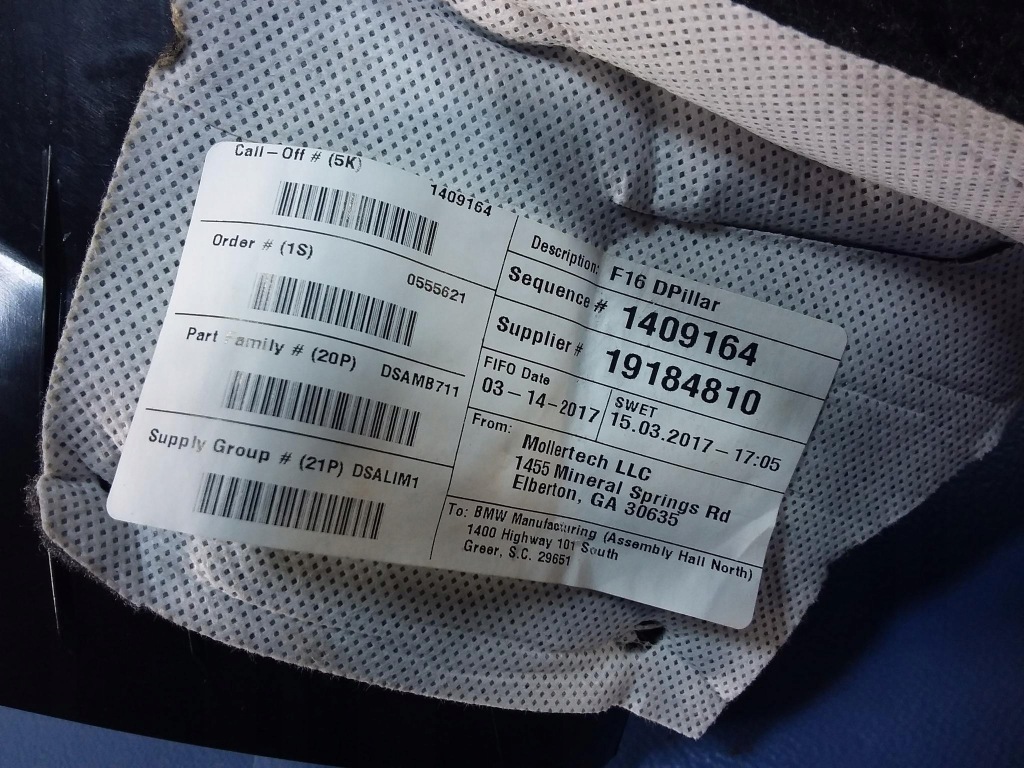 Call-Off # (5K)
1409164
Order # (1S)
0555621
Part Family # (20P) DSAMB711
Supply Group # (21P) DSALIM1
Description: F16 DPillar
Sequence # 1409164
Supplier # 19184810
FIFO Date
03-14-2017
SWET
15.03.2017-17:05
From: Mollertech LLC
1455 Mineral Springs Rd
Elberton, GA 30635
To: BMW Manufacturing (Assembly Hall North)
1400 Highway 101 South
Greer, S.C. 29651